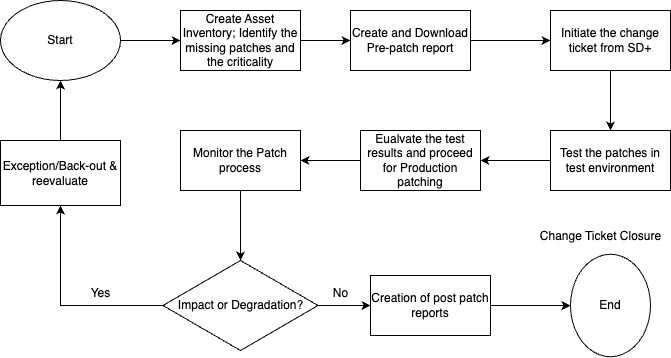 Start
Create Asset
Inventory; Identify the
missing patches and
the criticality
Create and Download
Pre-patch report
Initiate the change
ticket from SD+
Exception/Back-out &
reevaluate
Monitor the Patch
process
Eualvate the test
results and proceed
for Production
patching
Test the patches in
test environment
Change Ticket Closure
Yes
Impact or Degradation?
No
Creation of post patch
reports
End